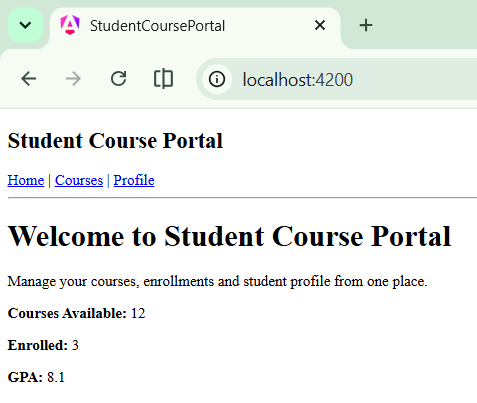 StudentCoursePortal
localhost:4200
Student Course Portal
Home | Courses | Profile
Welcome to Student Course Portal
Manage your courses, enrollments and student profile from one place.
Courses Available: 12
Enrolled: 3
GPA: 8.1